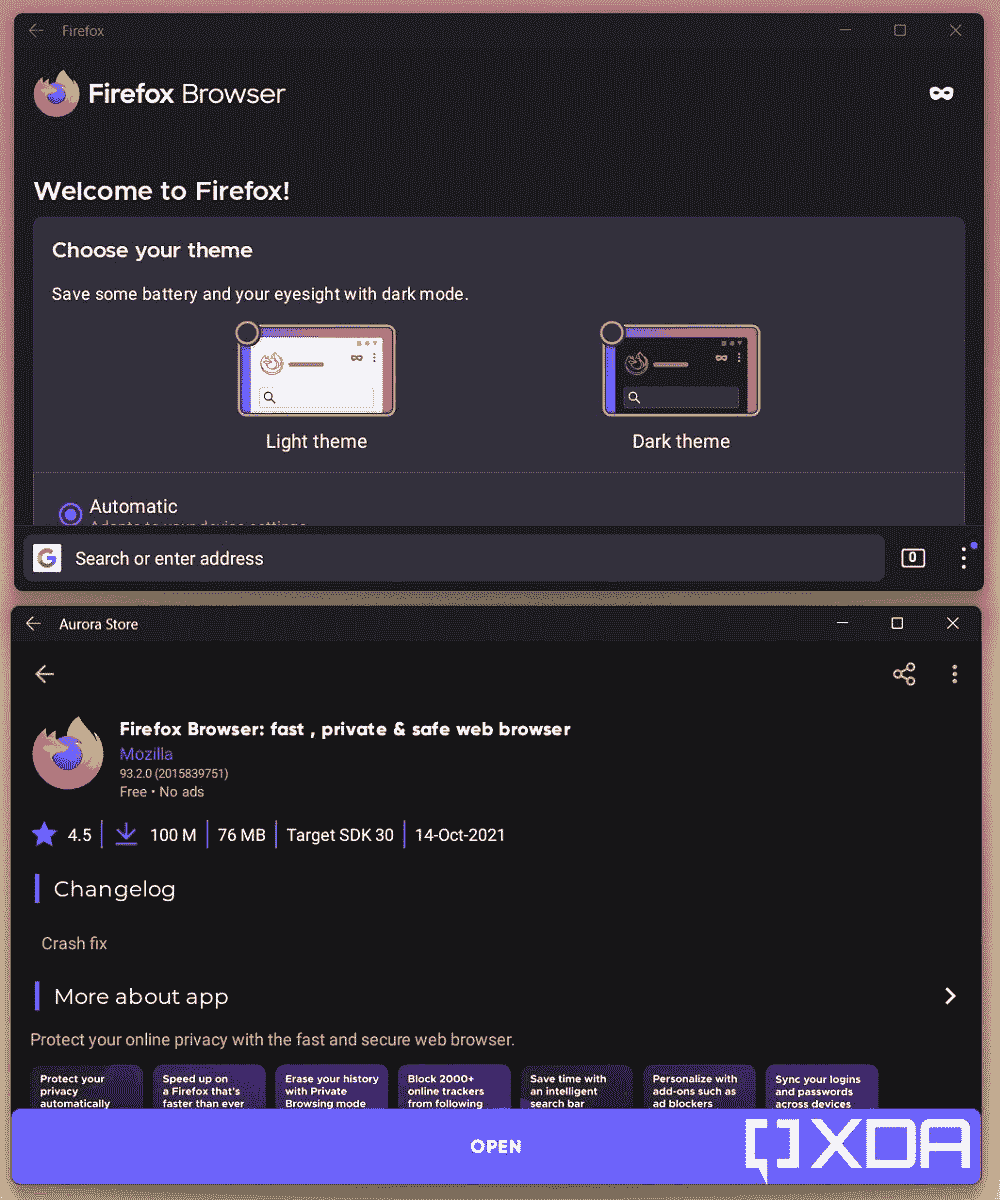 Firefox
Firefox Browser
Welcome to Firefox!
Choose your theme
Save some battery and your eyesight with dark mode.
Light theme
Dark theme
Automatic
Adapts to your device settings
G Search or enter address
0
Aurora Store
Firefox Browser: fast , private & safe web browser
Mozilla
93.2.0 (2015839751)
Free • No ads
4.5 100 M 76 MB Target SDK 30 14-Oct-2021
Changelog
Crash fix
More about app
Protect your online privacy with the fast and secure web browser.
Protect your
privacy
automatically
Speed up on
a Firefox that's
faster than ever
Erase your history
with Private
Browsing mode
Block 2000+
online trackers
from following
Save time with
an intelligent
search bar
Personalize with
add-ons such as
ad blockers
Sync your logins
and passwords
across devices
OPEN
XDA